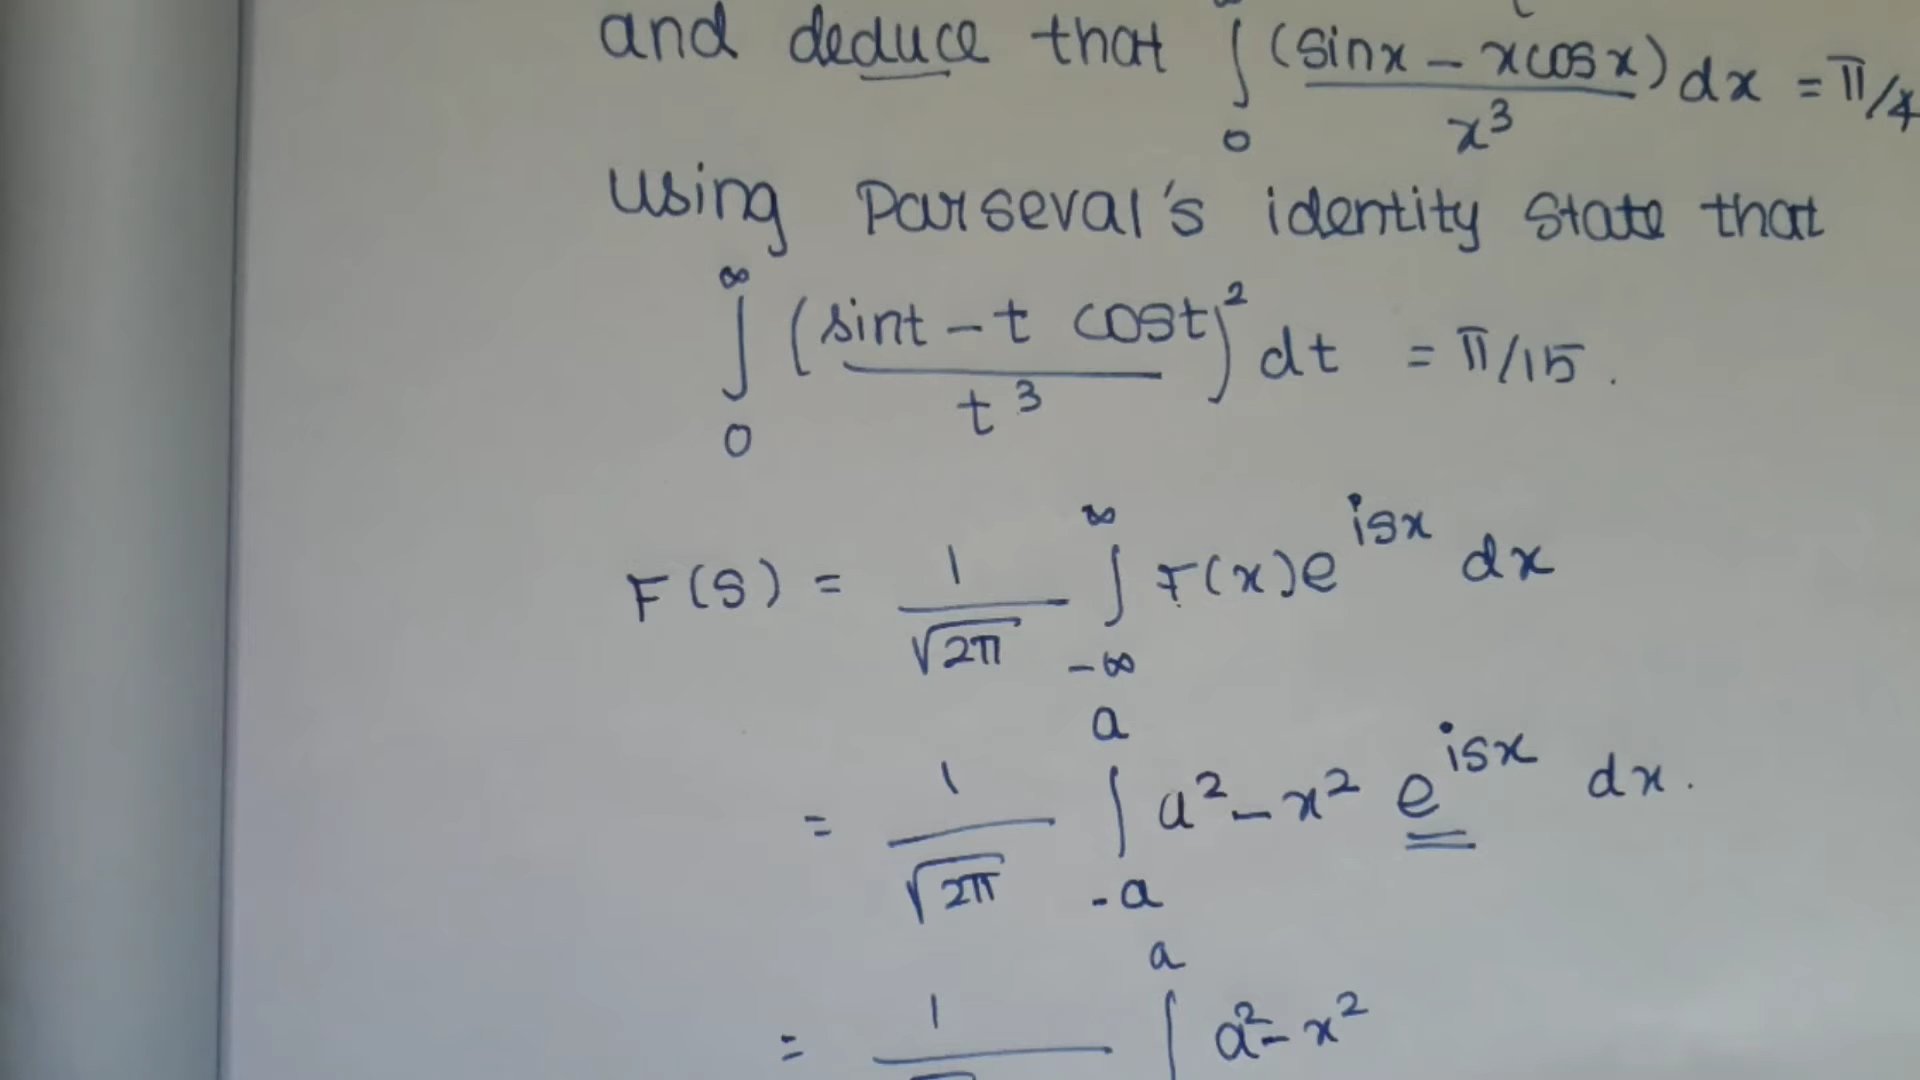 and deduce that ∫₀ (sinx - xcosx)/x³ dx = π/4
using Parseval's identity state that
∫₀^∞ ((sint - t cost)/t³)² dt = π/15.
F(S) = 1/√2π ∫_{-∞}^{∞} F(x)e^{isx} dx
= 1/√2π ∫_{-a}^{a} a² - x² e^{isx} dx.
= 1/ ∫^{a} a² - x²